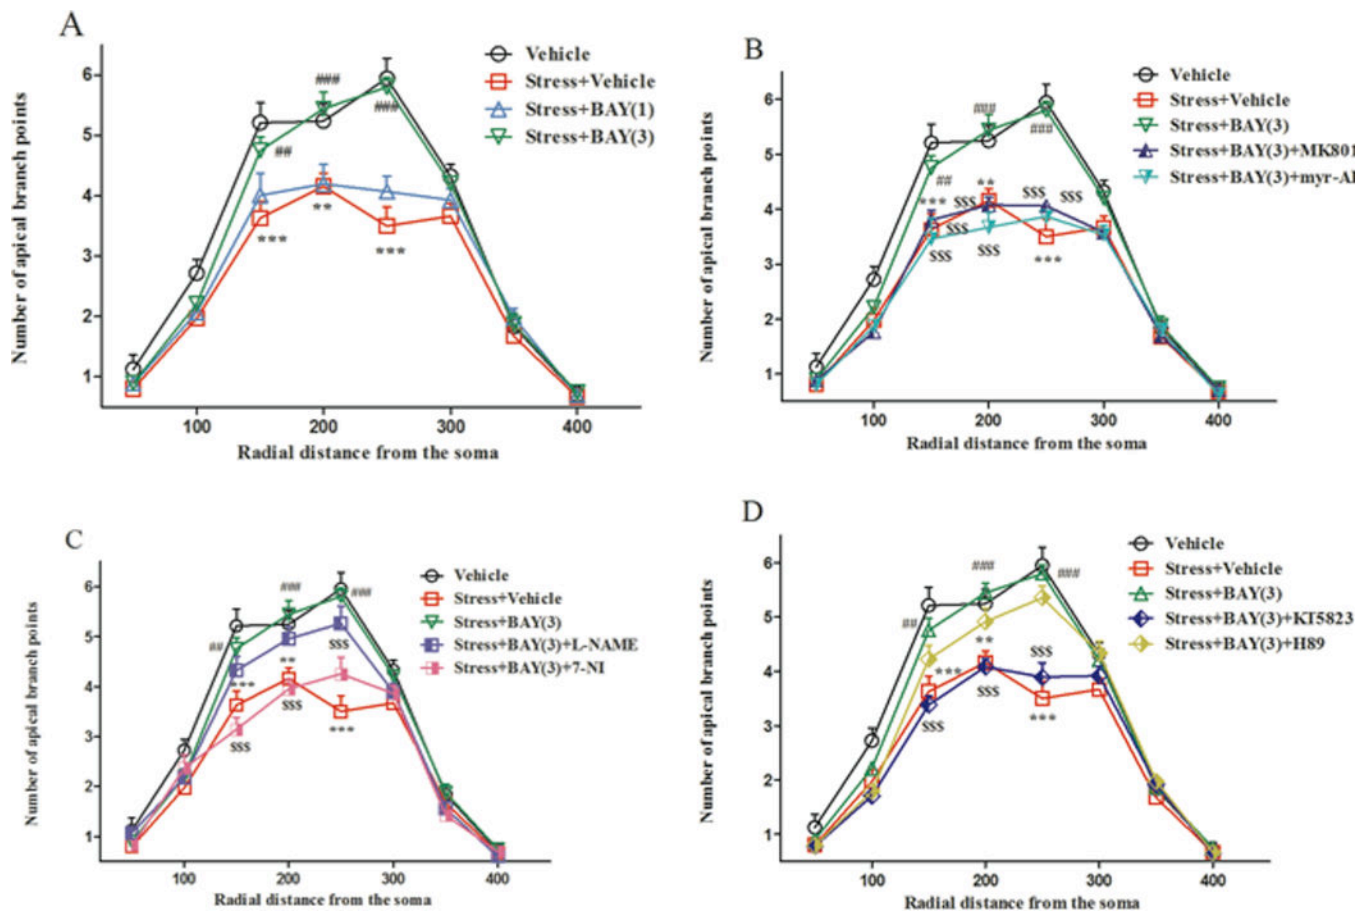 A
Vehicle
Stress+Vehicle
Stress+BAY(1)
Stress+BAY(3)
Number of apical branch points
6
5
4
3
2
1
###
###
##
**
***
***
100
200
300
400
Radial distance from the soma
B
Vehicle
Stress+Vehicle
Stress+BAY(3)
Stress+BAY(3)+MK801
Stress+BAY(3)+myr-AI
Number of apical branch points
6
5
4
3
2
1
###
###
##
**
***
$$$
$$$
$$$
$$$
$$$
$$$
***
100
200
300
400
Radial distance from the soma
C
Vehicle
Stress+Vehicle
Stress+BAY(3)
Stress+BAY(3)+L-NAME
Stress+BAY(3)+7-NI
Number of apical branch points
6
5
4
3
2
1
###
###
##
$$$
**
***
$$$
***
$$$
100
200
300
400
Radial distance from the soma
D
Vehicle
Stress+Vehicle
Stress+BAY(3)
Stress+BAY(3)+KT5823
Stress+BAY(3)+H89
Number of apical branch points
6
5
4
3
2
1
###
###
##
**
$$$
***
$$$
$$$
***
100
200
300
400
Radial distance from the soma